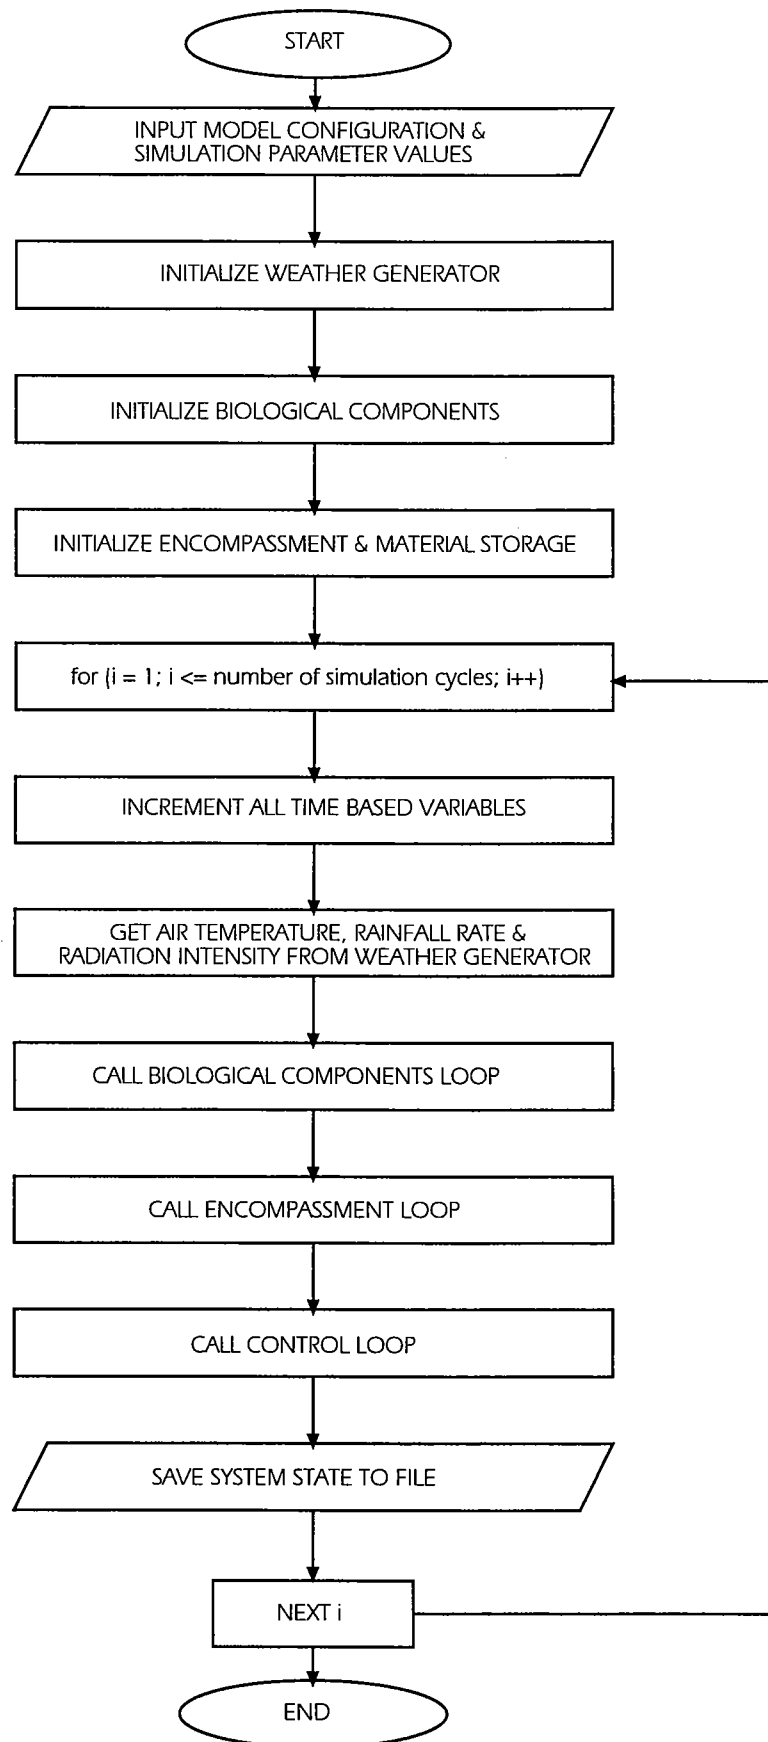 START
INPUT MODEL CONFIGURATION &
SIMULATION PARAMETER VALUES
INITIALIZE WEATHER GENERATOR
INITIALIZE BIOLOGICAL COMPONENTS
INITIALIZE ENCOMPASSMENT & MATERIAL STORAGE
for (i = 1; i <= number of simulation cycles; i++)
INCREMENT ALL TIME BASED VARIABLES
GET AIR TEMPERATURE, RAINFALL RATE &
RADIATION INTENSITY FROM WEATHER GENERATOR
CALL BIOLOGICAL COMPONENTS LOOP
CALL ENCOMPASSMENT LOOP
CALL CONTROL LOOP
SAVE SYSTEM STATE TO FILE
NEXT i
END